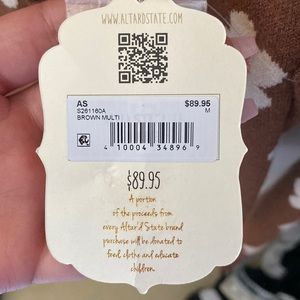 WWW.ALTARDSTATE.COM
AS $89.95
S261160A M
BROWN MULTI
4 10004 34896 9
$89.95
A portion
of the proceeds from
every Altar'd State brand
purchase will be donated to
feed, clothe and educate
children.